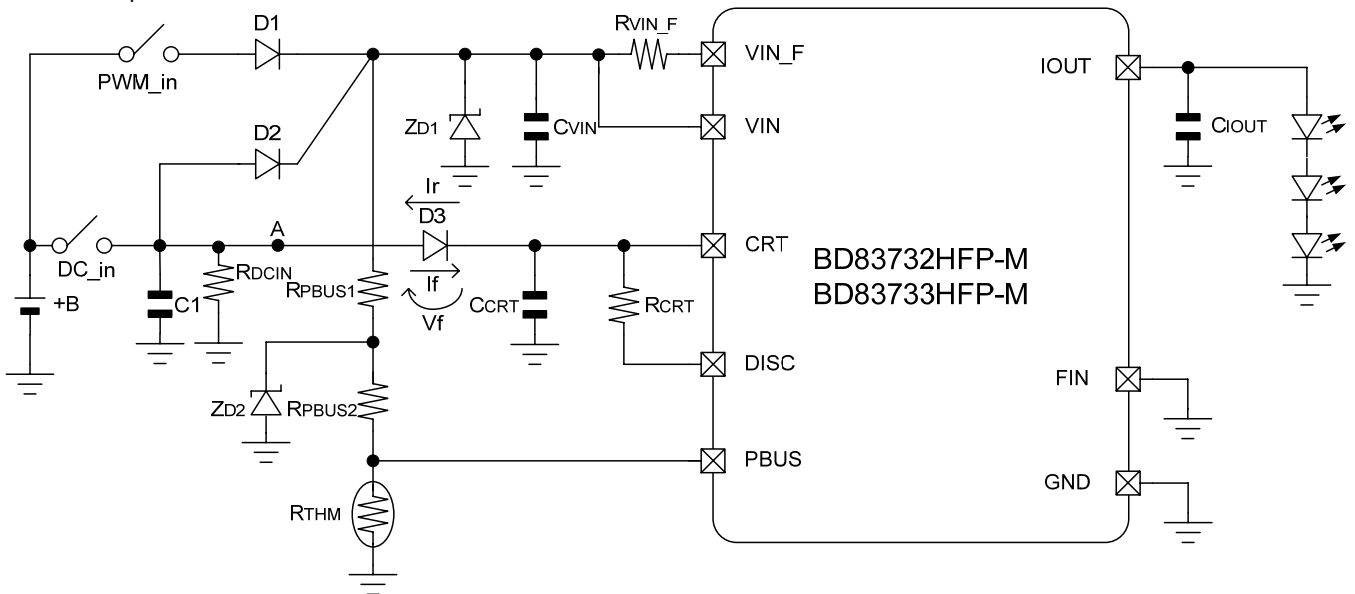 D1
RVIN_F
VIN_F
PWM_in
IOUT
ZD1
CVIN
VIN
CIOUT
D2
Ir
D3
A
CRT
DC_in
RDCIN
If
BD83732HFP-M
BD83733HFP-M
+B
C1
RPBUS1
Vf
CCRT
RCRT
DISC
FIN
ZD2
RPBUS2
PBUS
GND
RTHM